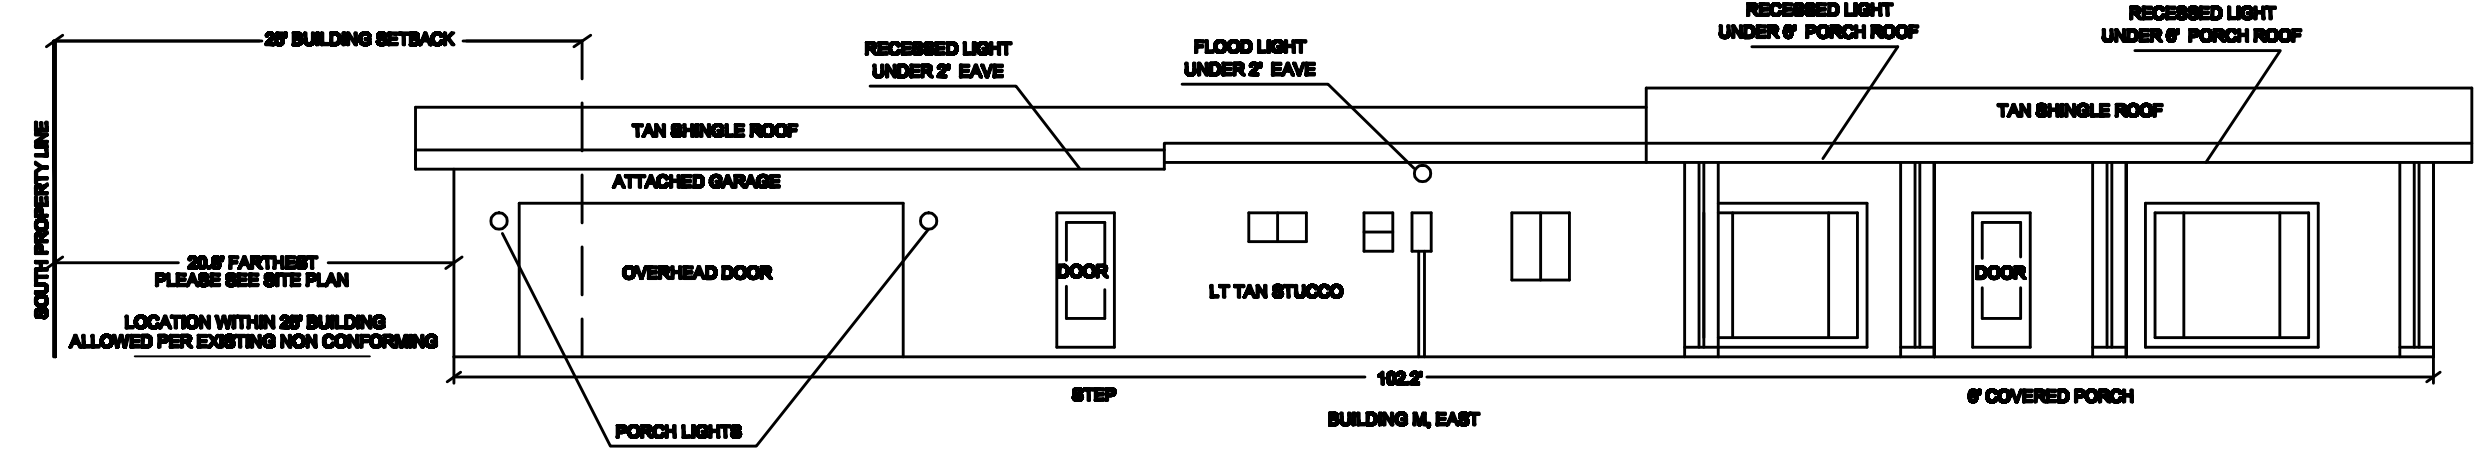 RECESSED LIGHT
UNDER 6' PORCH ROOF
RECESSED LIGHT
UNDER 6' PORCH ROOF
25' BUILDING SETBACK
RECESSED LIGHT
UNDER 2' EAVE
FLOOD LIGHT
UNDER 2' EAVE
TAN SHINGLE ROOF
TAN SHINGLE ROOF
ATTACHED GARAGE
SOUTH PROPERTY LINE
20.6' FARTHEST
PLEASE SEE SITE PLAN
OVERHEAD DOOR
DOOR
LT TAN STUCCO
DOOR
LOCATION WITHIN 25' BUILDING
ALLOWED PER EXISTING NON CONFORMING
102.2'
STEP
6' COVERED PORCH
BUILDING M, EAST
PORCH LIGHTS